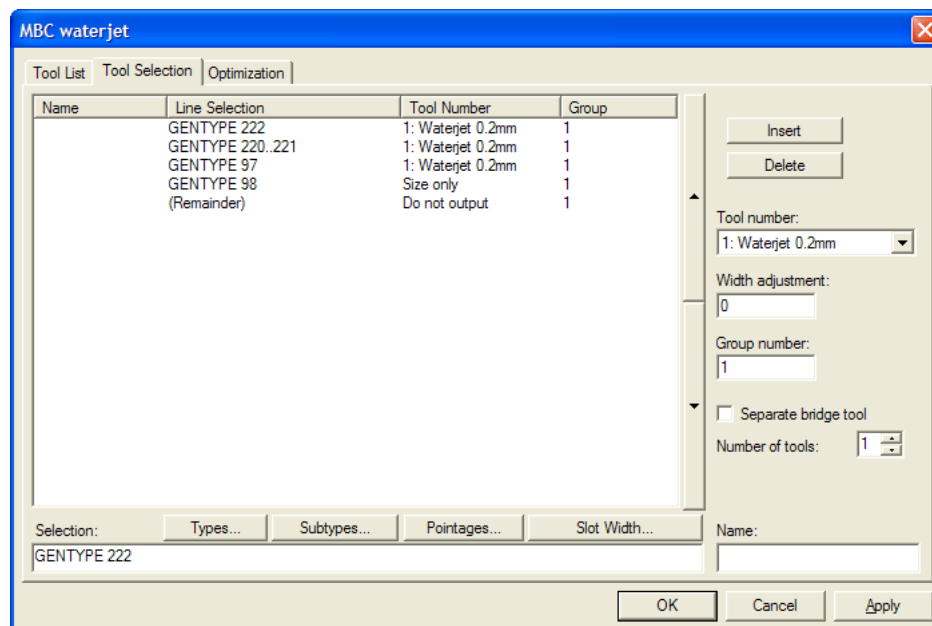 MBC waterjet
Tool List Tool Selection Optimization
Name Line Selection Tool Number Group
GENTYPE 222 1: Waterjet 0.2mm 1
GENTYPE 220..221 1: Waterjet 0.2mm 1
GENTYPE 97 1: Waterjet 0.2mm 1
GENTYPE 98 Size only 1
(Remainder) Do not output 1
Insert
Delete
Tool number:
1: Waterjet 0.2mm
Width adjustment:
0
Group number:
1
Separate bridge tool
Number of tools: 1
Selection: Types... Subtypes... Pointages... Slot Width... Name:
GENTYPE 222
OK Cancel Apply